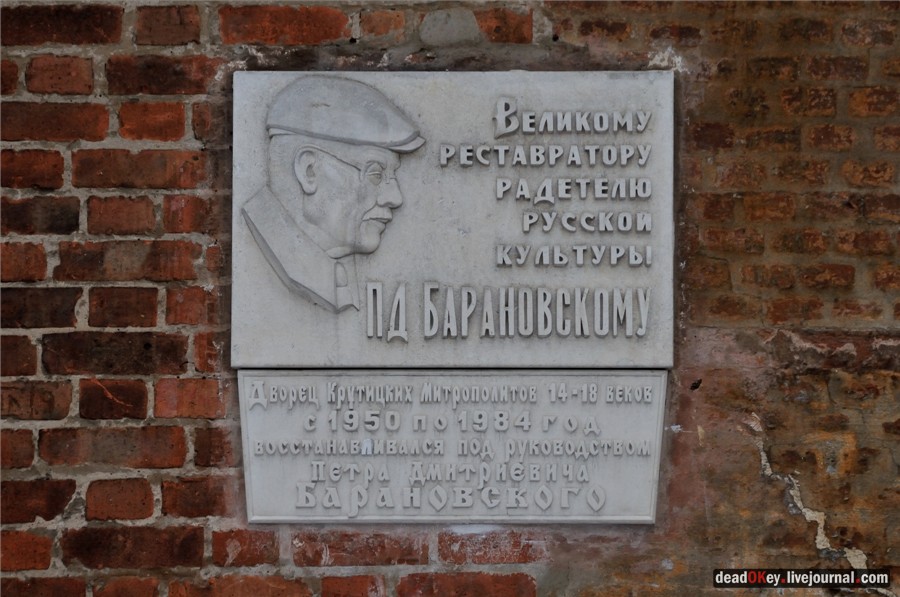 Великому
реставратору
радетелю
русской
культуры
П Д Барановскому
Дворец Крутицких Митрополитов 14-18 веков
с 1950 по 1984 год
восстанавливался под руководством
Петра Дмитриевича
Барановского
deadOKey.livejournal.com